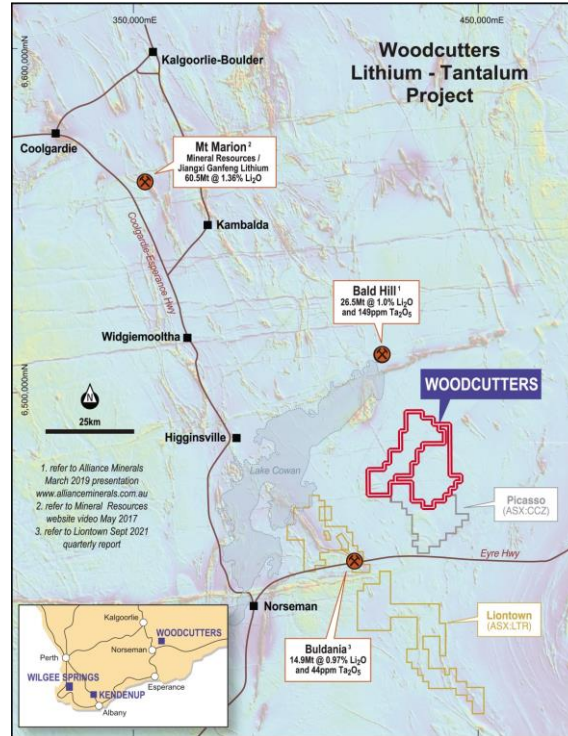 350,000mE
450,000mE
6,600,000mN
6,500,000mN
Woodcutters
Lithium - Tantalum
Project
Kalgoorlie-Boulder
Coolgardie
Mt Marion 2
Mineral Resources /
Jiangxi Ganfeng Lithium
60.5Mt @ 1.36% Li2O
Kambalda
Coolgardie-Esperance Hwy
Bald Hill 1
26.5Mt @ 1.0% Li2O
and 149ppm Ta2O5
Widgiemooltha
WOODCUTTERS
N
25km
Higginsville
Lake Cowan
1. refer to Alliance Minerals
March 2019 presentation
www.allianceminerals.com.au
2. refer to Mineral Resources
website video May 2017
3. refer to Liontown Sept 2021
quarterly report
Picasso
(ASX:CCZ)
Eyre Hwy
Norseman
Liontown
(ASX:LTR)
Buldania 3
14.9Mt @ 0.97% Li2O
and 44ppm Ta2O5
Kalgoorlie
WOODCUTTERS
Norseman
Perth
WILGEE SPRINGS
Esperance
KENDENUP
Albany